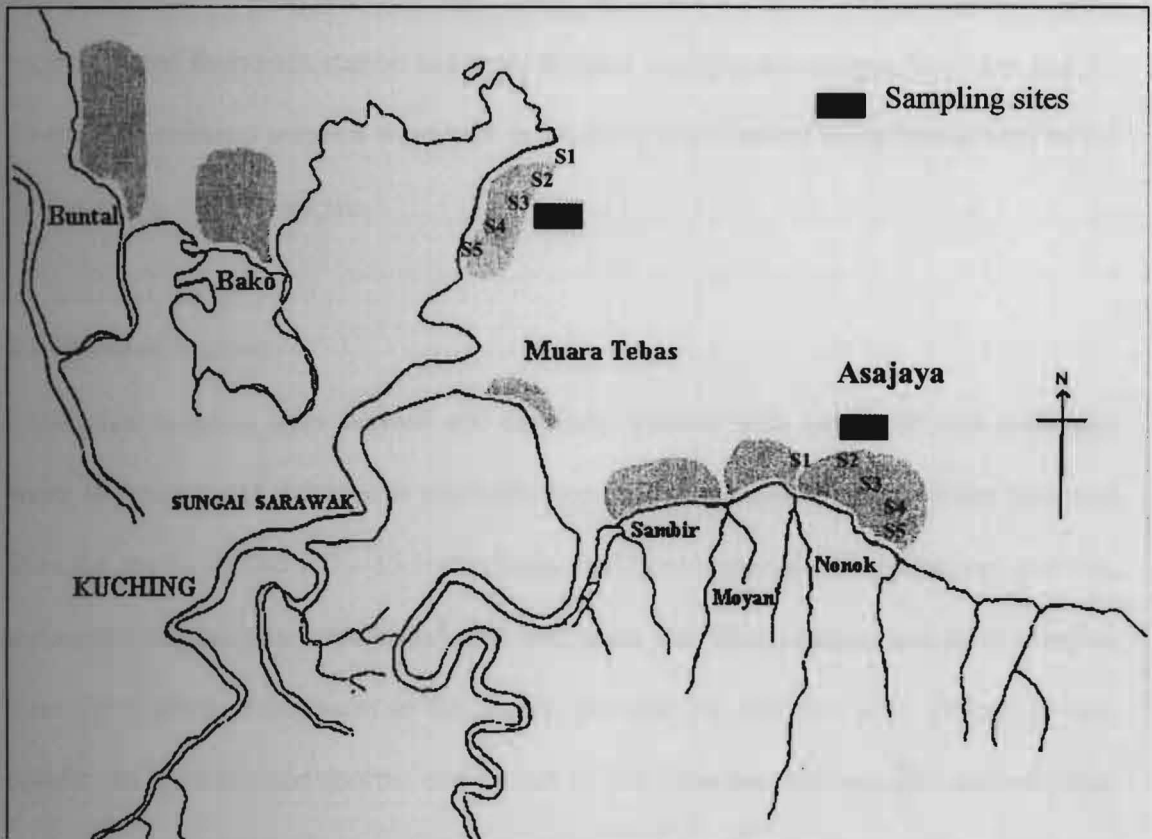 Sampling sites
S1
S2
S3
S4
S5
Buntal
Bako
Muara Tebas
Asajaya
N
S1
S2
S3
S4
S5
SUNGAI SARAWAK
Sambir
Nonok
KUCHING
Moyan